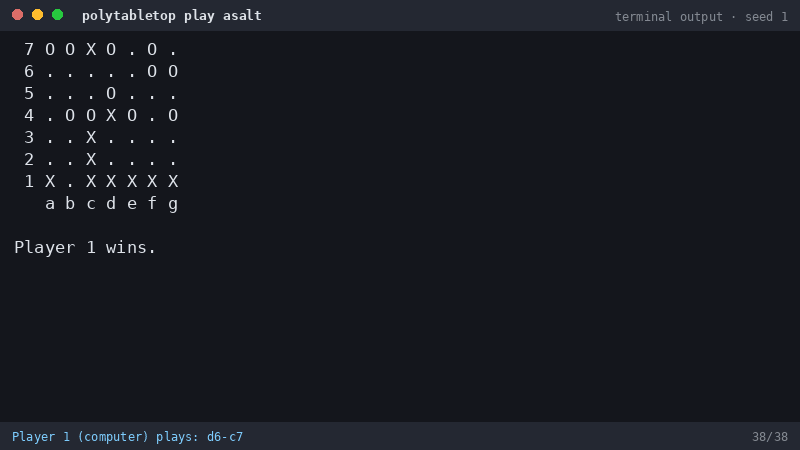 polytabletop play asalt
terminal output · seed 1
7 O O X O . O .
6 . . . . . O O
5 . . . O . . .
4 . O O X O . O
3 . . X . . . .
2 . . X . . . .
1 X . X X X X X
a b c d e f g
Player 1 wins.
Player 1 (computer) plays: d6-c7
38/38